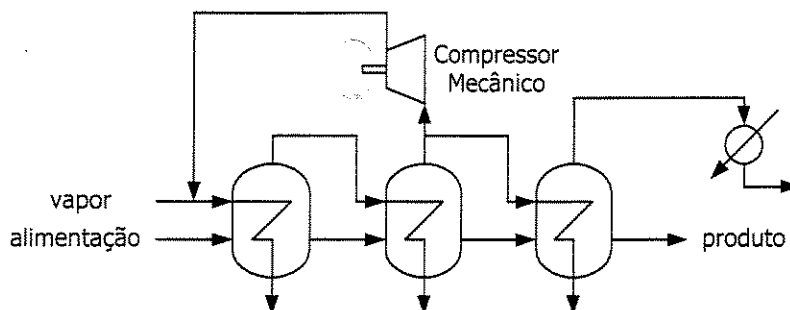 Compressor
Mecânico
vapor
alimentação
produto